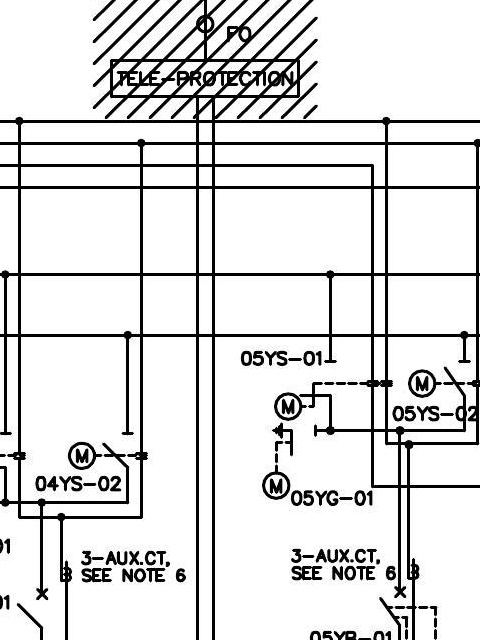 FO
TELE-PROTECTION
05YS-01
M
05YS-02
M
M
04YS-02
M
05YG-01
01
3-AUX.CT,
SEE NOTE 6
3-AUX.CT,
SEE NOTE 6
01
05YB-01